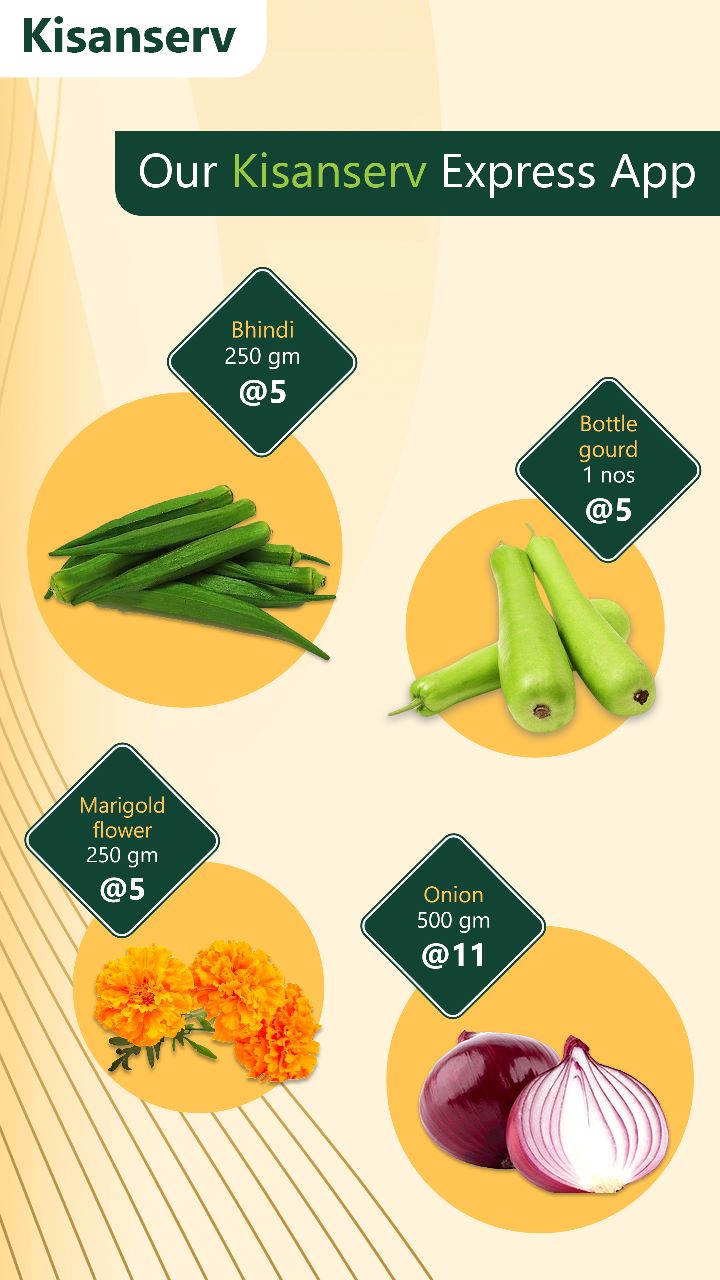 Kisanserv
Our Kisanserv Express App
Bhindi
250 gm
@5
Bottle
gourd
1 nos
@5
Marigold
flower
250 gm
@5
Onion
500 gm
@11